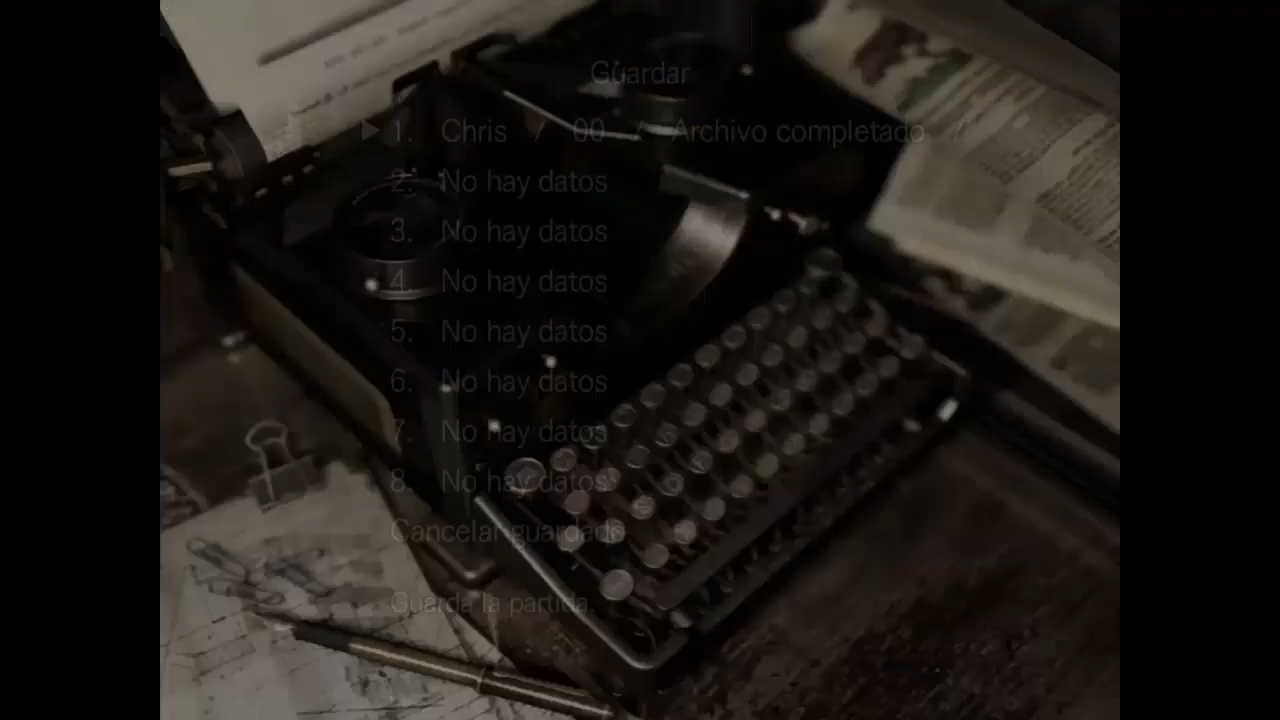 Guardar
1. Chris 00 Archivo completado
2. No hay datos
3. No hay datos
4. No hay datos
5. No hay datos
6. No hay datos
7. No hay datos
8. No hay datos
Cancelar guardado
Guarda la partida.